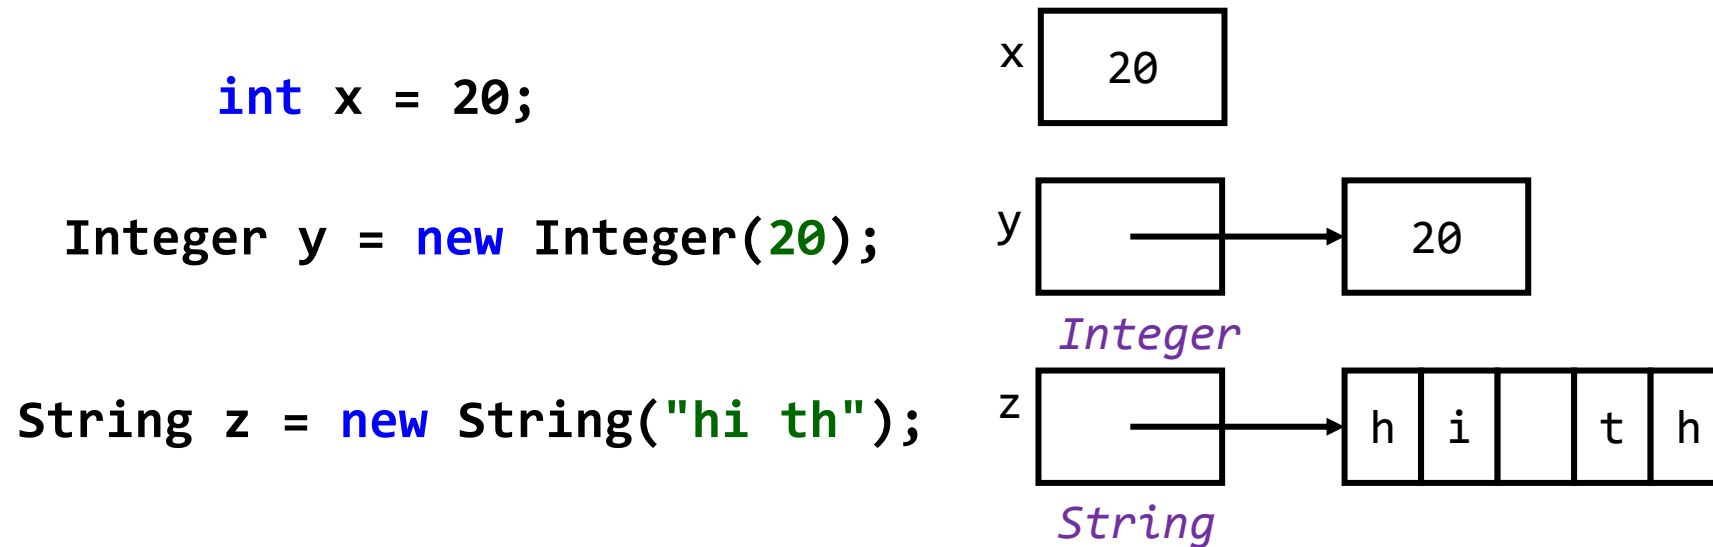 int x = 20;
x 20
Integer y = new Integer(20);
y 20
Integer
String z = new String("hi th");
z h i t h
String